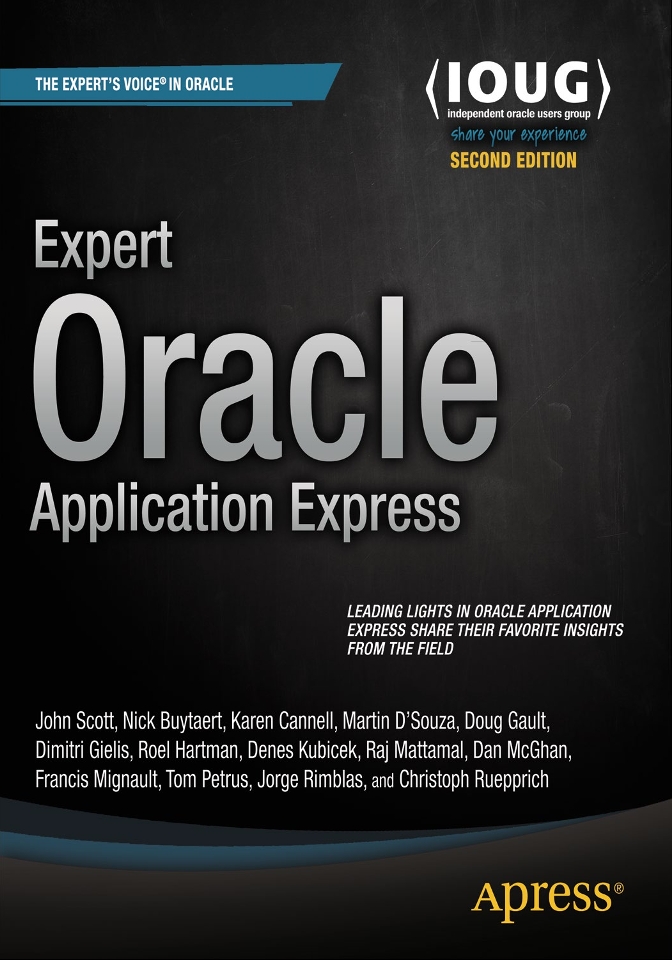 THE EXPERT'S VOICE® IN ORACLE
⟨IOUG⟩
independent oracle users group
share your experience
SECOND EDITION
Expert
Oracle
Application Express
LEADING LIGHTS IN ORACLE APPLICATION
EXPRESS SHARE THEIR FAVORITE INSIGHTS
FROM THE FIELD
John Scott, Nick Buytaert, Karen Cannell, Martin D'Souza, Doug Gault,
Dimitri Gielis, Roel Hartman, Denes Kubicek, Raj Mattamal, Dan McGhan,
Francis Mignault, Tom Petrus, Jorge Rimblas, and Christoph Ruepprich
Apress®